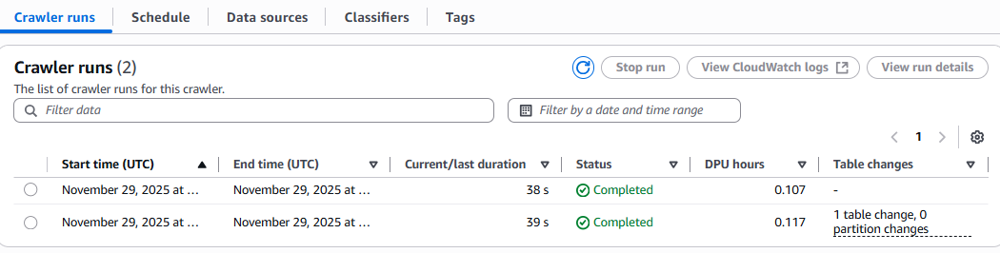 Crawler runs Schedule Data sources Classifiers Tags
Crawler runs (2) Stop run View CloudWatch logs View run details
The list of crawler runs for this crawler.
Filter data Filter by a date and time range
1
Start time (UTC) End time (UTC) Current/last duration Status DPU hours Table changes
November 29, 2025 at ... November 29, 2025 at ... 38 s Completed 0.107 -
November 29, 2025 at ... November 29, 2025 at ... 39 s Completed 0.117 1 table change, 0
partition changes